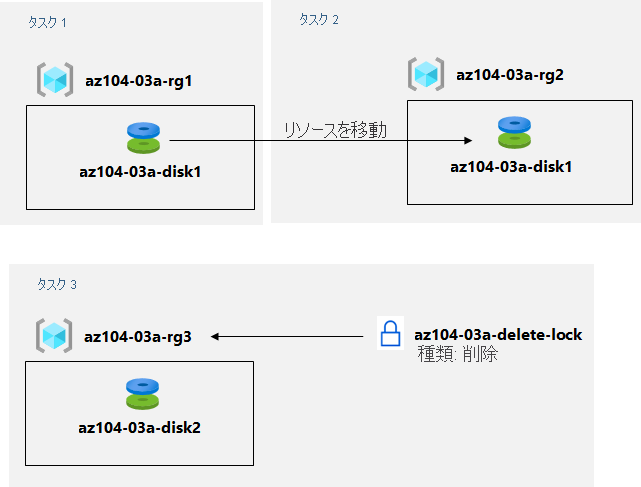 タスク 1
az104-03a-rg1
az104-03a-disk1
リソースを移動
タスク 2
az104-03a-rg2
az104-03a-disk1
タスク 3
az104-03a-rg3
az104-03a-disk2
az104-03a-delete-lock
種類: 削除